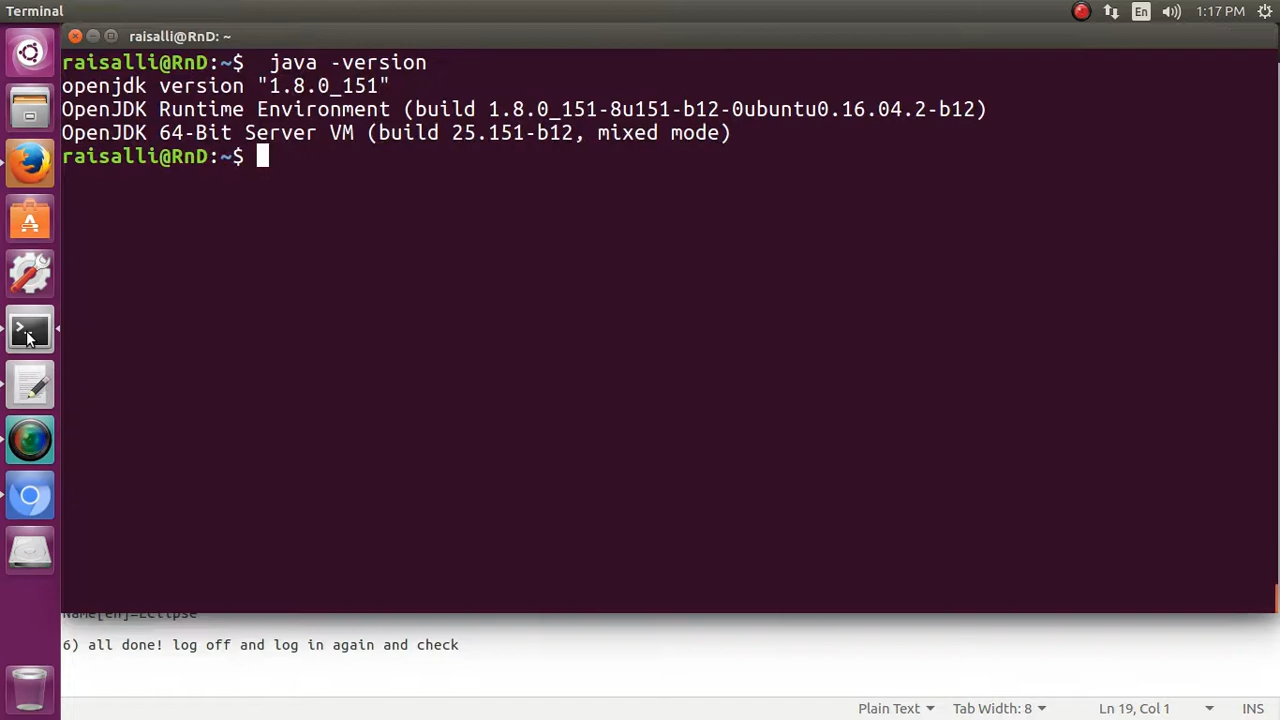 Terminal
En
1:17 PM
raisalli@RnD: ~
raisalli@RnD:~$  java -version
openjdk version "1.8.0_151"
OpenJDK Runtime Environment (build 1.8.0_151-8u151-b12-0ubuntu0.16.04.2-b12)
OpenJDK 64-Bit Server VM (build 25.151-b12, mixed mode)
raisalli@RnD:~$
Name[en]=Eclipse
6) all done! log off and log in again and check
Plain Text
Tab Width: 8
Ln 19, Col 1
INS